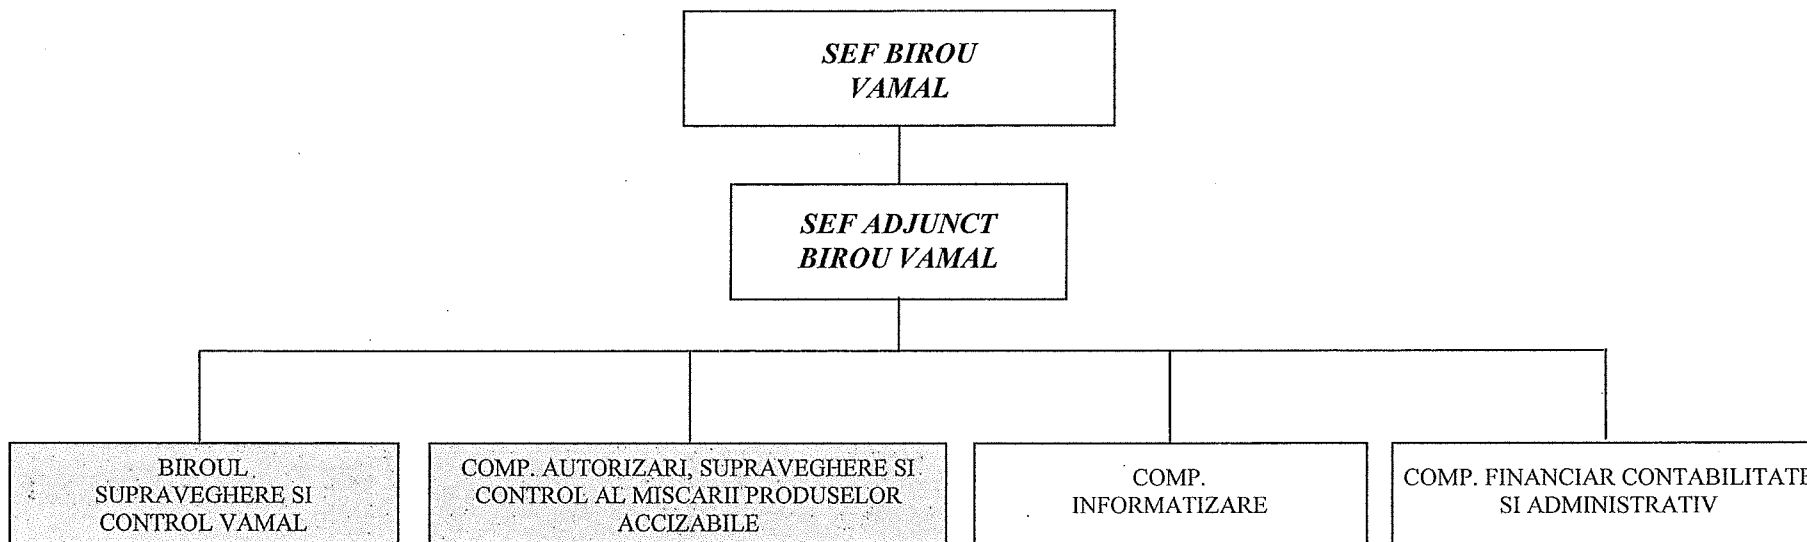 SEF BIROU
VAMAL
SEF ADJUNCT
BIROU VAMAL
BIROUL
SUPRAVEGHERE SI
CONTROL VAMAL
COMP. AUTORIZARI, SUPRAVEGHERE SI
CONTROL AL MISCARII PRODUSELOR
ACCIZABILE
COMP.
INFORMATIZARE
COMP. FINANCIAR CONTABILITATE
SI ADMINISTRATIV